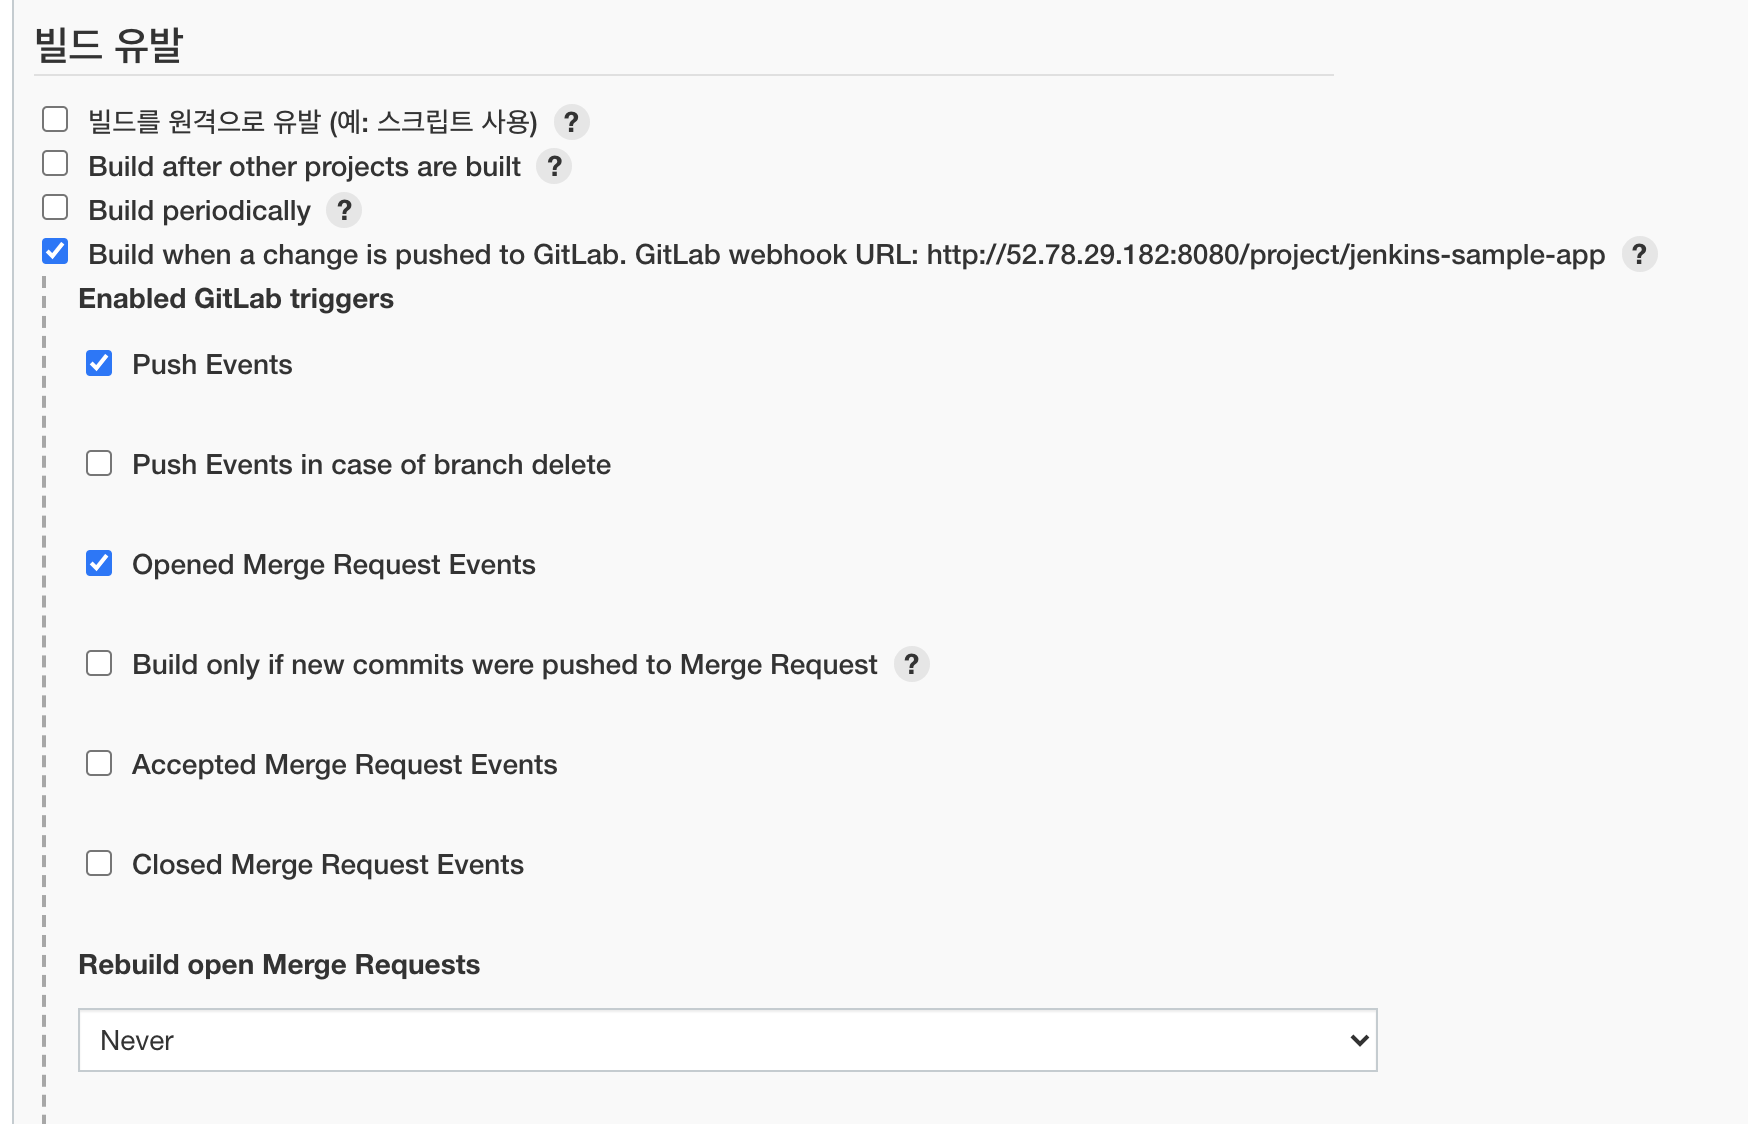 빌드 유발
빌드를 원격으로 유발 (예: 스크립트 사용) ?
Build after other projects are built ?
Build periodically ?
Build when a change is pushed to GitLab. GitLab webhook URL: http://52.78.29.182:8080/project/jenkins-sample-app ?
Enabled GitLab triggers
Push Events
Push Events in case of branch delete
Opened Merge Request Events
Build only if new commits were pushed to Merge Request ?
Accepted Merge Request Events
Closed Merge Request Events
Rebuild open Merge Requests
Never